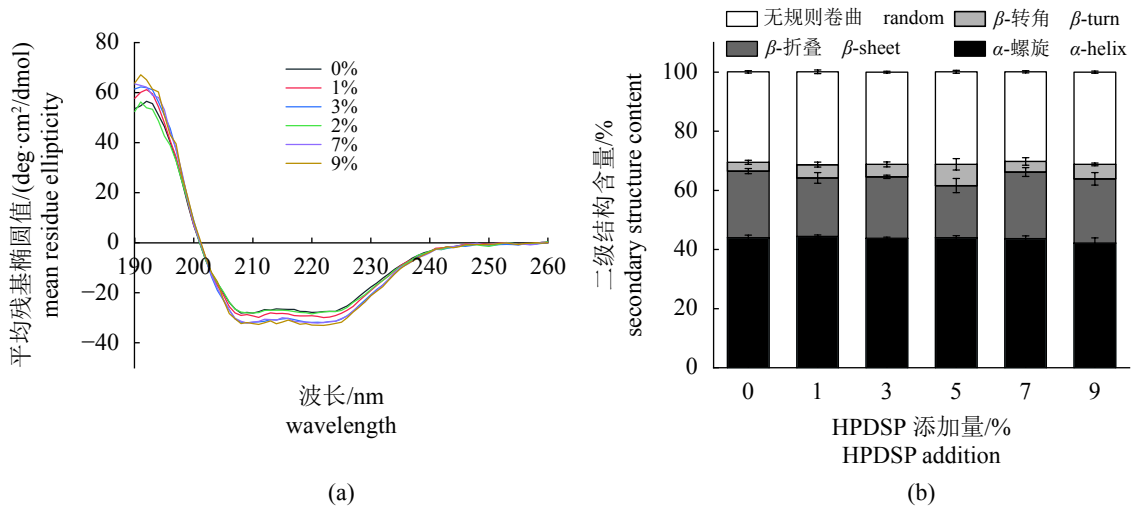 80
60
40
20
0
−20
−40
190 200 210 220 230 240 250 260
0%
1%
3%
2%
7%
9%
平均残基椭圆值/(deg·cm²/dmol)
mean residue ellipticity
波长/nm
wavelength
(a)
无规则卷曲 random
β-转角 β-turn
β-折叠 β-sheet
α-螺旋 α-helix
100
80
60
40
20
0
0 1 3 5 7 9
二级结构含量/%
secondary structure content
HPDSP 添加量/%
HPDSP addition
(b)